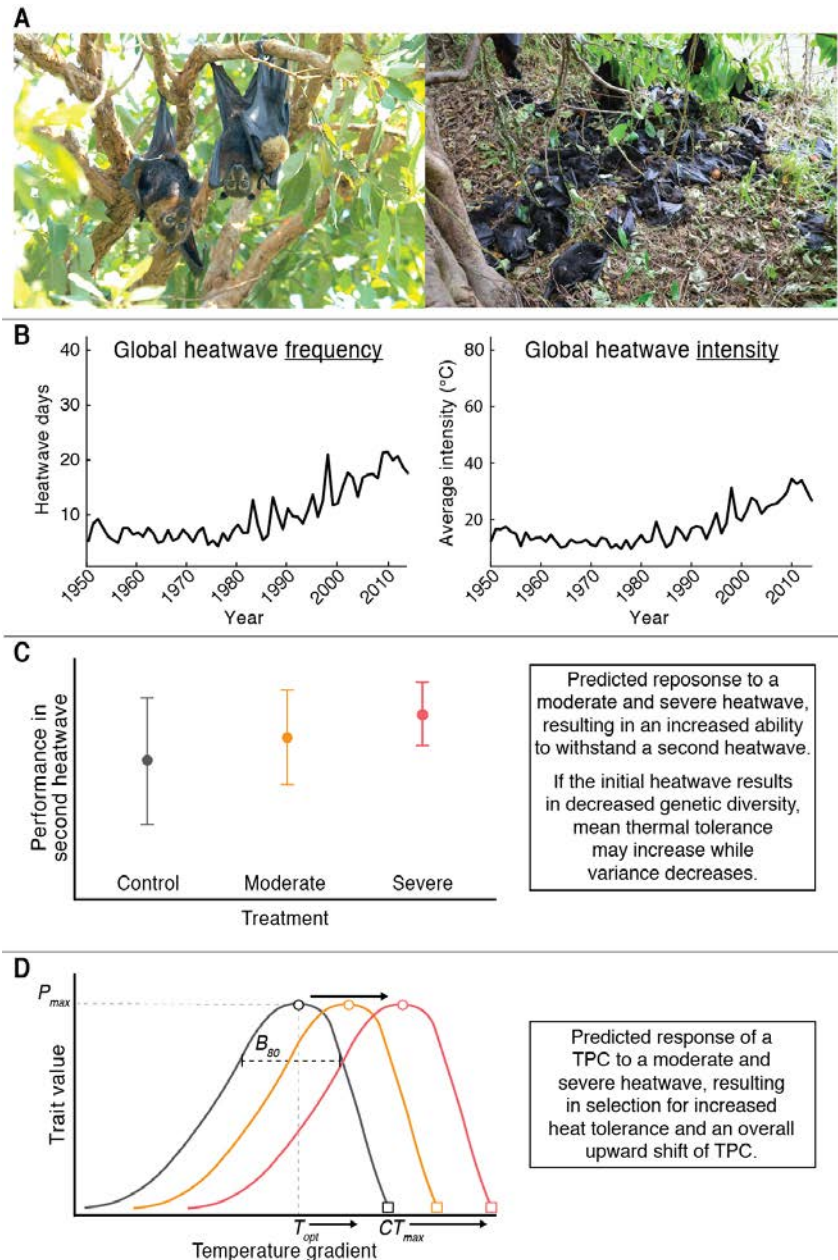 A
B
Global heatwave frequency
40
30
20
10
Heatwave days
1950
1960
1970
1980
1990
2000
2010
Year
Global heatwave intensity
80
60
40
20
Average intensity (°C)
1950
1960
1970
1980
1990
2000
2010
Year
C
Performance in
second heatwave
Control
Moderate
Severe
Treatment
Predicted reposonse to a
moderate and severe heatwave,
resulting in an increased ability
to withstand a second heatwave.
If the initial heatwave results
in decreased genetic diversity,
mean thermal tolerance
may increase while
variance decreases.
D
Pmax
B80
Trait value
Topt
CTmax
Temperature gradient
Predicted response of a
TPC to a moderate and
severe heatwave, resulting
in selection for increased
heat tolerance and an overall
upward shift of TPC.